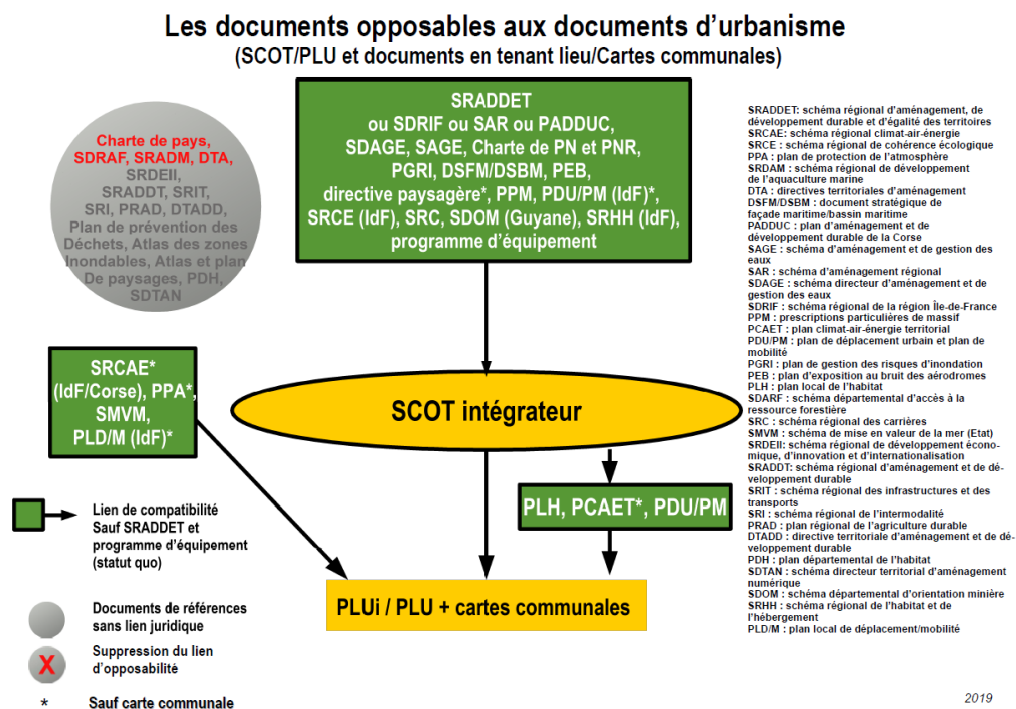 Les documents opposables aux documents d'urbanisme
(SCOT/PLU et documents en tenant lieu/Cartes communales)
SRADDET
ou SDRIF ou SAR ou PADDUC,
SDAGE, SAGE, Charte de PN et PNR,
PGRI, DSFM/DSBM, PEB,
directive paysagère*, PPM, PDU/PM (IdF)*,
SRCE (IdF), SRC, SDOM (Guyane), SRHH (IdF),
programme d'équipement
Charte de pays,
SDRAF, SRADM, DTA,
SRDEII,
SRADDT, SRIT,
SRI, PRAD, DTADD,
Plan de prévention des
Déchets, Atlas des zones
Inondables, Atlas et plan
De paysages, PDH,
SDTAN
SRCAE*
(IdF/Corse), PPA*,
SMVM,
PLD/M (IdF)*
SCOT intégrateur
PLH, PCAET*, PDU/PM
PLUi / PLU + cartes communales
Lien de compatibilité
Sauf SRADDET et
programme d'équipement
(statut quo)
Documents de références
sans lien juridique
X
Suppression du lien
d'opposabilité
* Sauf carte communale
SRADDET: schéma régional d'aménagement, de
développement durable et d'égalité des territoires
SRCAE: schéma régional climat-air-énergie
SRCE : schéma régional de cohérence écologique
PPA : plan de protection de l'atmosphère
SRDAM : schéma régional de développement
de l'aquaculture marine
DTA : directives territoriales d'aménagement
DSFM/DSBM : document stratégique de
façade maritime/bassin maritime
PADDUC : plan d'aménagement et de
développement durable de la Corse
SAGE : schéma d'aménagement et de gestion des
eaux
SAR : schéma d'aménagement régional
SDAGE : schéma directeur d'aménagement et de
gestion des eaux
SDRIF : schéma régional de la région Île-de-France
PPM : prescriptions particulières de massif
PCAET : plan climat-air-énergie territorial
PDU/PM : plan de déplacement urbain et plan de
mobilité
PGRI : plan de gestion des risques d'inondation
PEB : plan d'exposition au bruit des aérodromes
PLH : plan local de l'habitat
SDARF : schéma départemental d'accès à la
ressource forestière
SRC : schéma régional des carrières
SMVM : schéma de mise en valeur de la mer (Etat)
SRDEII: schéma régional de développement écono-
mique, d'innovation et d'internationalisation
SRADDT: schéma régional d'aménagement et de dé-
veloppement durable
SRIT : schéma régional des infrastructures et des
transports
SRI : schéma régional de l'intermodalité
PRAD : plan régional de l'agriculture durable
DTADD : directive territoriale d'aménagement et de dé-
veloppement durable
PDH : plan départemental de l'habitat
SDTAN : schéma directeur territorial d'aménagement
numérique
SDOM : schéma départemental d'orientation minière
SRHH : schéma régional de l'habitat et de
l'hébergement
PLD/M : plan local de déplacement/mobilité
2019